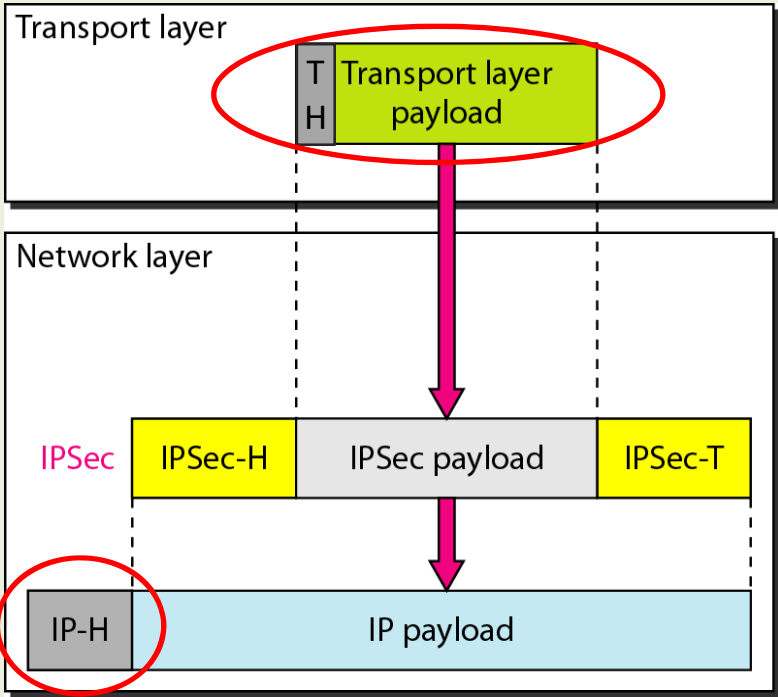 Transport layer
T
H
Transport layer
payload
Network layer
IPSec
IPSec-H
IPSec payload
IPSec-T
IP-H
IP payload